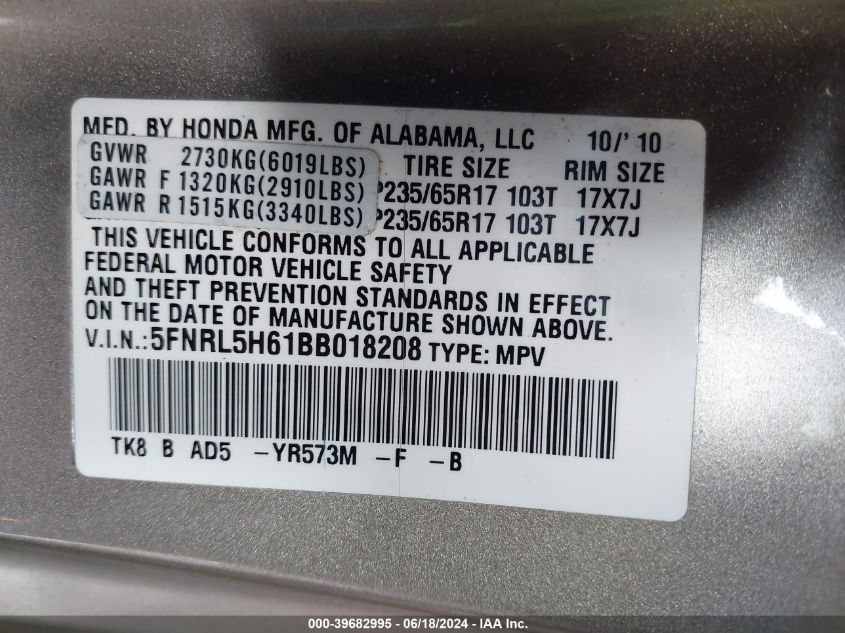 MFD. BY HONDA MFG. OF ALABAMA, LLC 10/'10
GVWR 2730KG(6019LBS) TIRE SIZE RIM SIZE
GAWR F 1320KG(2910LBS) P235/65R17 103T 17X7J
GAWR R 1515KG(3340LBS) P235/65R17 103T 17X7J
THIS VEHICLE CONFORMS TO ALL APPLICABLE
FEDERAL MOTOR VEHICLE SAFETY
AND THEFT PREVENTION STANDARDS IN EFFECT
ON THE DATE OF MANUFACTURE SHOWN ABOVE.
V.I.N.:5FNRL5H61BB018208 TYPE: MPV
TK8 B AD5 -YR573M -F -B
000-39682995 - 06/18/2024 - IAAI Inc.